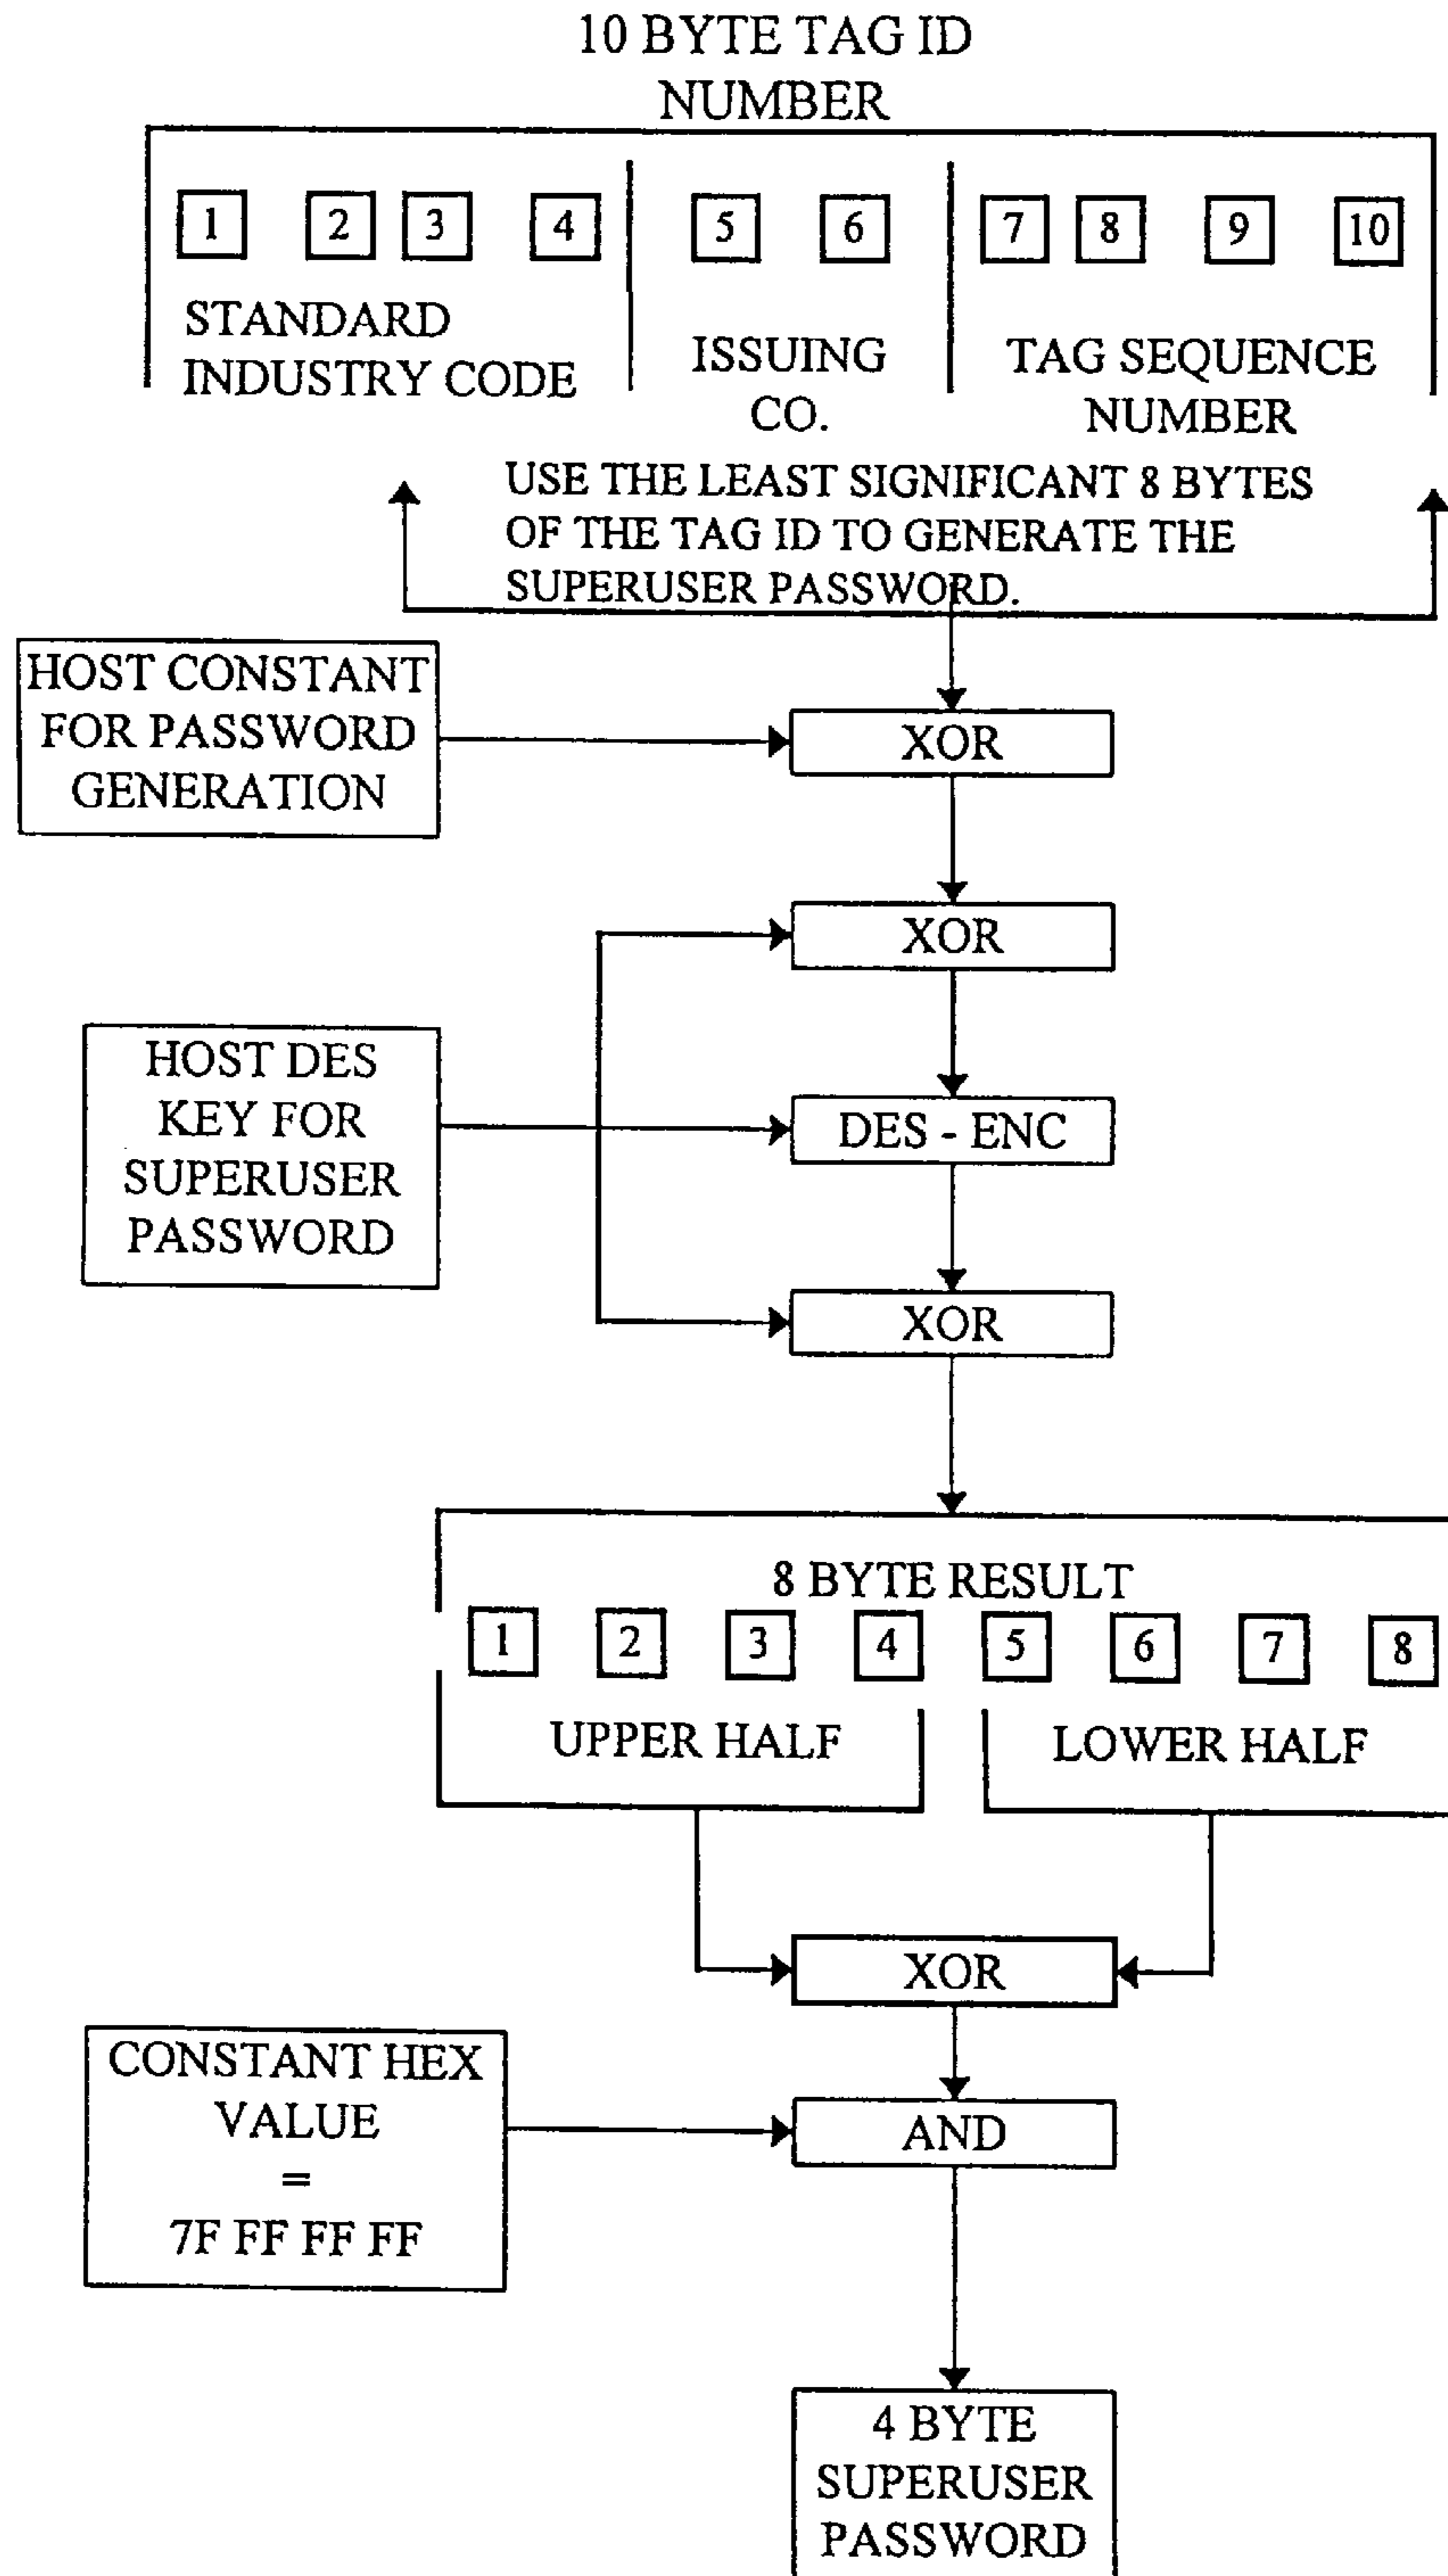 10 BYTE TAG ID
NUMBER
1 2 3 4 5 6 7 8 9 10
STANDARD
INDUSTRY CODE
ISSUING
CO.
TAG SEQUENCE
NUMBER
USE THE LEAST SIGNIFICANT 8 BYTES
OF THE TAG ID TO GENERATE THE
SUPERUSER PASSWORD.
HOST CONSTANT
FOR PASSWORD
GENERATION
XOR
XOR
HOST DES
KEY FOR
SUPERUSER
PASSWORD
DES - ENC
XOR
8 BYTE RESULT
1 2 3 4 5 6 7 8
UPPER HALF
LOWER HALF
XOR
CONSTANT HEX
VALUE
=
7F FF FF FF
AND
4 BYTE
SUPERUSER
PASSWORD